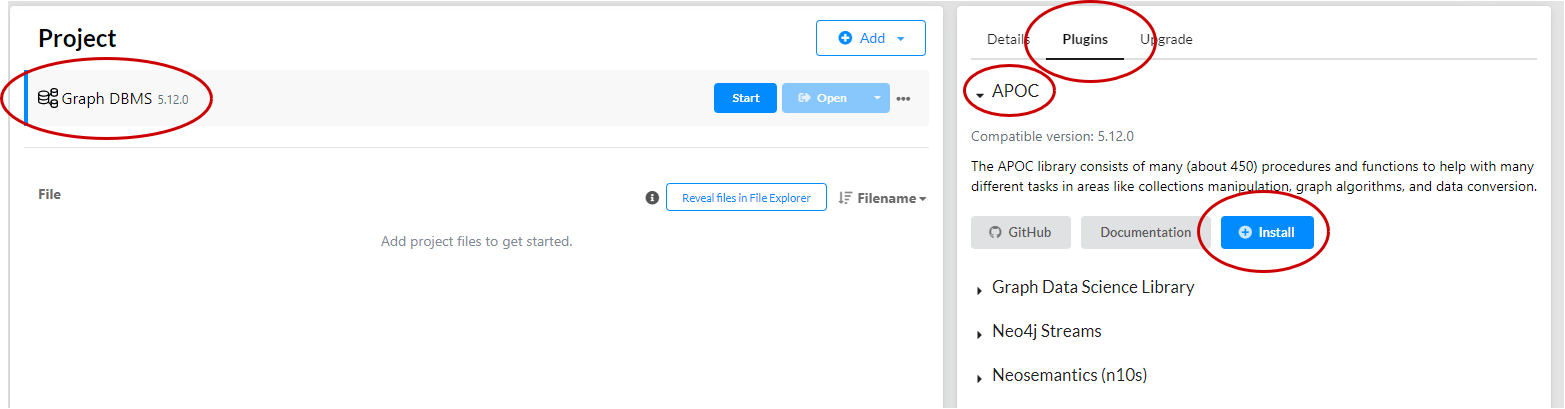 Project
Add
Graph DBMS 5.12.0
Start
Open
File
Reveal files in File Explorer
Filename
Add project files to get started.
Details
Plugins
Upgrade
APOC
Compatible version: 5.12.0
The APOC library consists of many (about 450) procedures and functions to help with many
different tasks in areas like collections manipulation, graph algorithms, and data conversion.
GitHub
Documentation
Install
Graph Data Science Library
Neo4j Streams
Neosemantics (n10s)